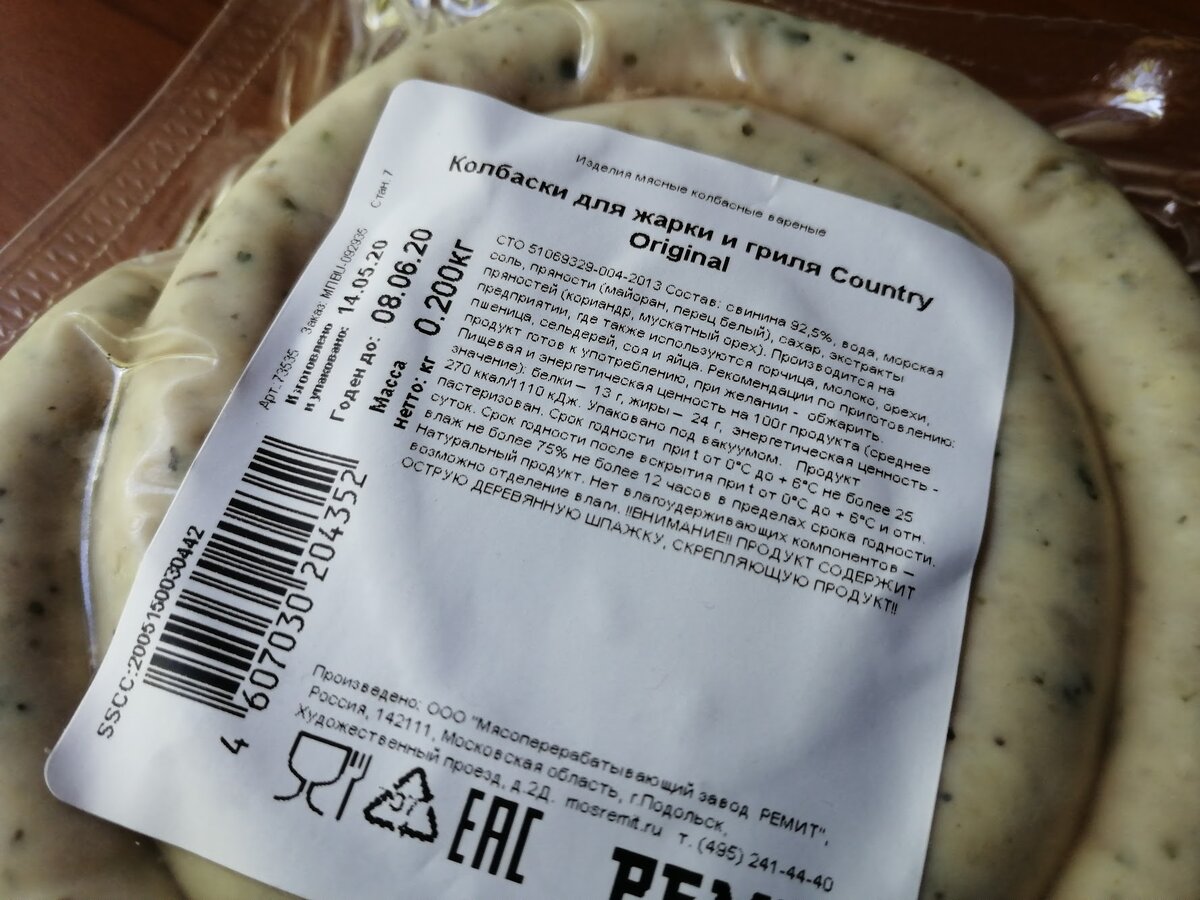 Изделия мясные колбасные вареные
Колбаски для жарки и гриля Country
Original
СТО 51069329-004-2013 Состав: свинина 92,5%, вода, морская
соль, пряности (майоран, перец белый), сахар, экстракты
пряностей (кориандр, мускатный орех). Производится на
предприятии, где также используются горчица, молоко, орехи,
пшеница, сельдерей, соя и яйца. Рекомендации по приготовлению:
продукт готов к употреблению, при желании - обжарить.
Пищевая и энергетическая ценность на 100г продукта (среднее
значение): белки – 13 г, жиры – 24 г, энергетическая ценность -
270 ккал/1110 кДж. Упаковано под вакуумом. Продукт
пастеризован. Срок годности при t от 0°С до + 6°С не более 25
суток. Срок годности после вскрытия при t от 0°С до + 6°С и отн.
влаж не более 75% не более 12 часов в пределах срока годности.
Натуральный продукт. Нет влагоудерживающих компонентов –
возможно отделение влаги. !!ВНИМАНИЕ!! ПРОДУКТ СОДЕРЖИТ
ОСТРУЮ ДЕРЕВЯННУЮ ШПАЖКУ, СКРЕПЛЯЮЩУЮ ПРОДУКТ!!
Арт. 73535 Заказ: МПВU-092935 Стан 7
Изготовлено
и упаковано: 14.05.20
Годен до: 08.06.20
Масса
нетто: кг 0.200кг
SSCC:2005150030442
4 607030 204352
Произведено: ООО "Мясоперерабатывающий завод РЕМИТ",
Россия, 142111, Московская область, г.Подольск,
Художественный проезд, д.2Д. mosremit.ru т. (495) 241-44-40
EAC